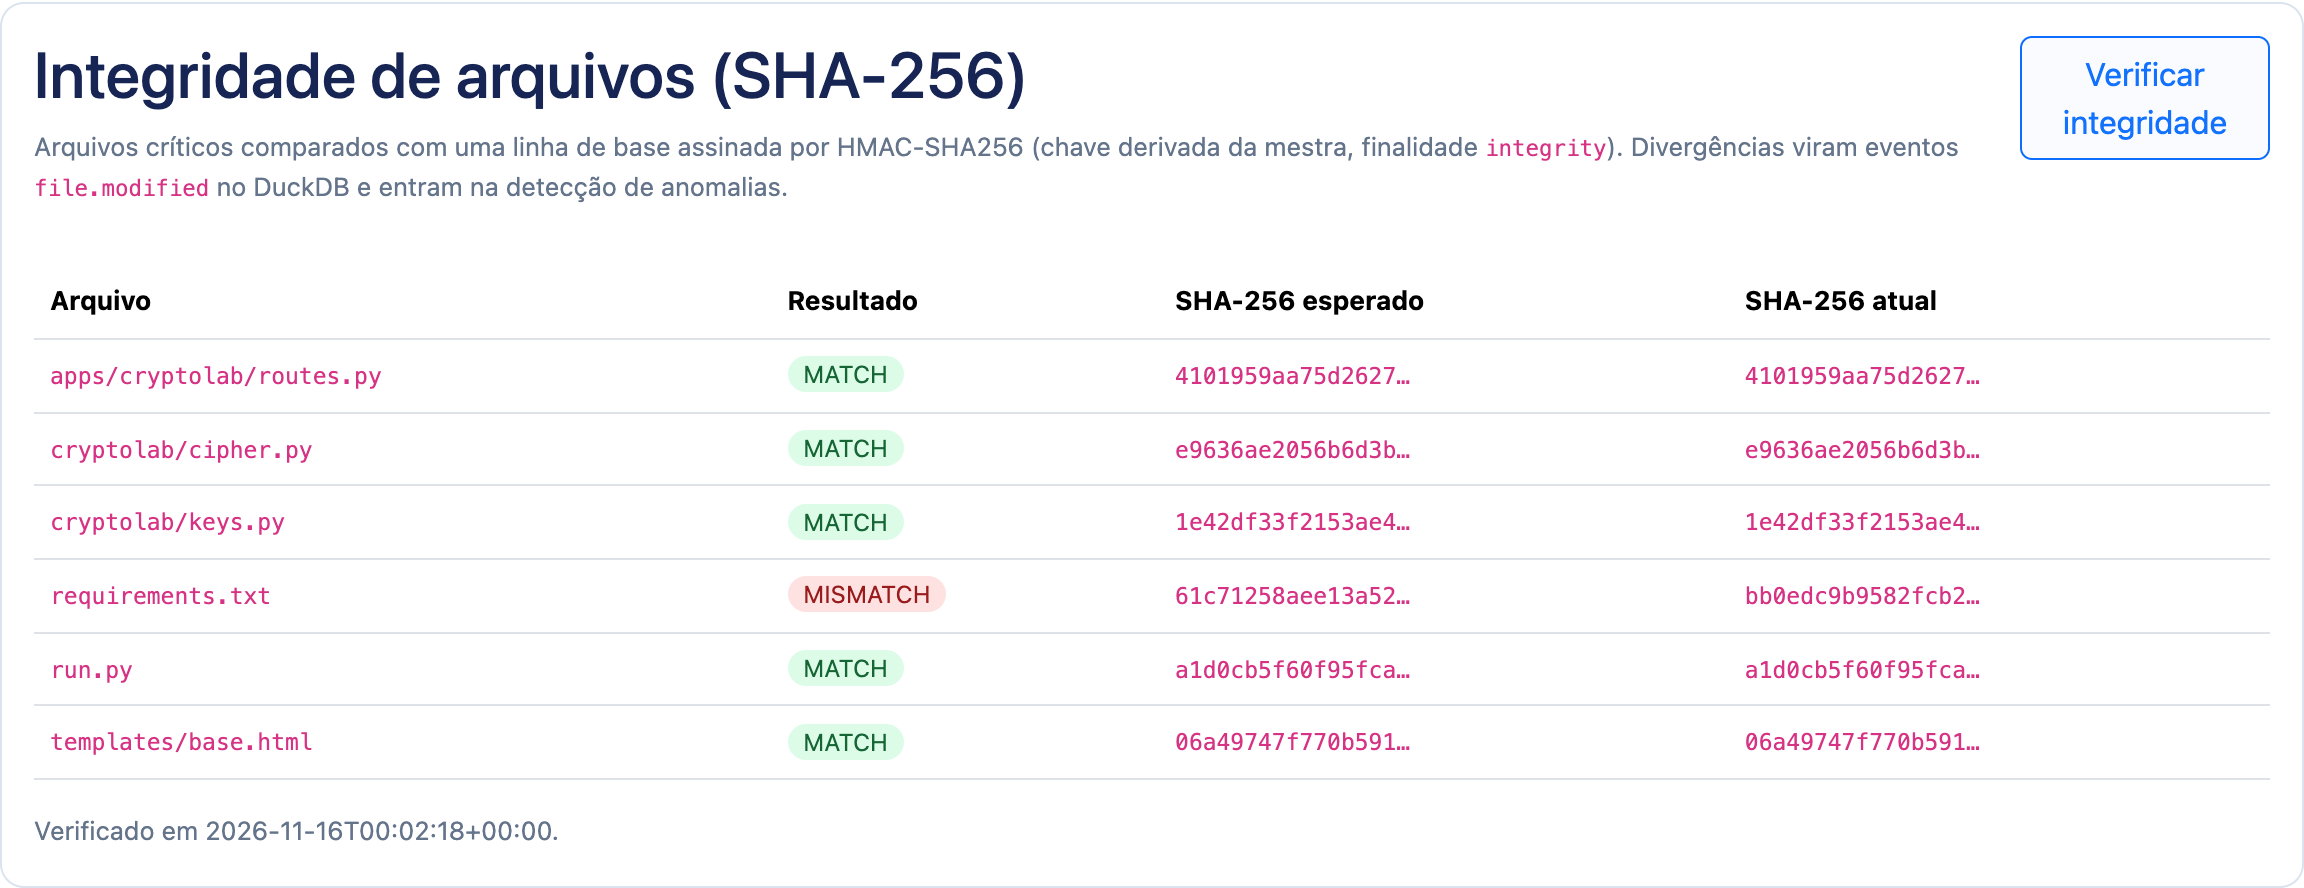 Integridade de arquivos (SHA-256)
Verificar
integridade
Arquivos críticos comparados com uma linha de base assinada por HMAC-SHA256 (chave derivada da mestra, finalidade integrity). Divergências viram eventos
file.modified no DuckDB e entram na detecção de anomalias.
Arquivo Resultado SHA-256 esperado SHA-256 atual
apps/cryptolab/routes.py MATCH 4101959aa75d2627… 4101959aa75d2627…
cryptolab/cipher.py MATCH e9636ae2056b6d3b… e9636ae2056b6d3b…
cryptolab/keys.py MATCH 1e42df33f2153ae4… 1e42df33f2153ae4…
requirements.txt MISMATCH 61c71258aee13a52… bb0edc9b9582fcb2…
run.py MATCH a1d0cb5f60f95fca… a1d0cb5f60f95fca…
templates/base.html MATCH 06a49747f770b591… 06a49747f770b591…
Verificado em 2026-11-16T00:02:18+00:00.